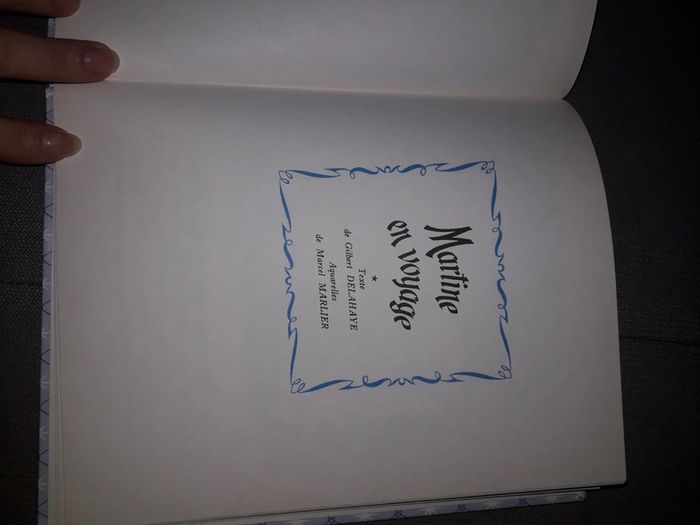 Martine
en voyage
★
Texte
de Gilbert DELAHAYE
Aquarelles
de Marcel MARLIER